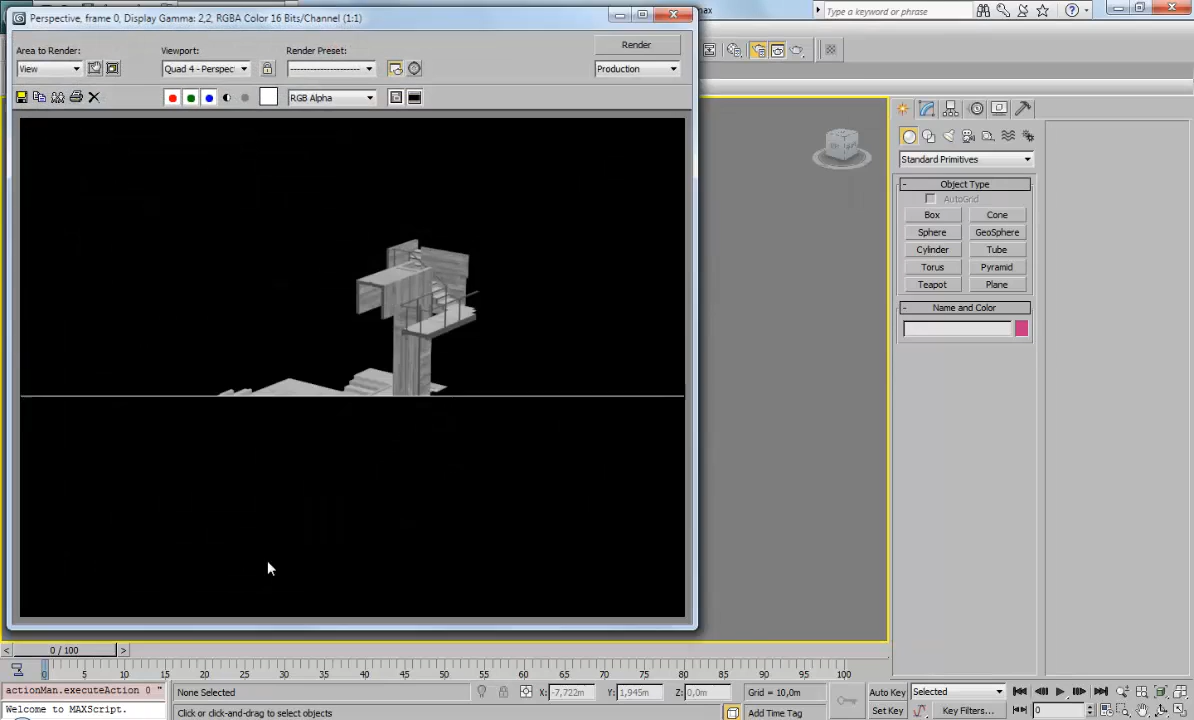 Perspective, frame 0, Display Gamma: 2,2, RGBA Color 16 Bits/Channel (1:1)
max
Type a keyword or phrase
Area to Render:
Viewport:
Render Preset:
Render
View
Quad 4 - Perspec
Production
RGB Alpha
Standard Primitives
- Object Type
AutoGrid
Box
Cone
Sphere
GeoSphere
Cylinder
Tube
Torus
Pyramid
Teapot
Plane
- Name and Color
< 0 / 100 >
0 5 10 15 20 25 30 35 40 45 50 55 60 65 70 75 80 85 90 95 100
actionMan.executeAction 0 "
None Selected
X: -7,722m
Y: 1,945m
Z: 0,0m
Grid = 10,0m
Auto Key
Selected
Welcome to MAXScript.
Click or click-and-drag to select objects
Add Time Tag
Set Key
Key Filters...
0